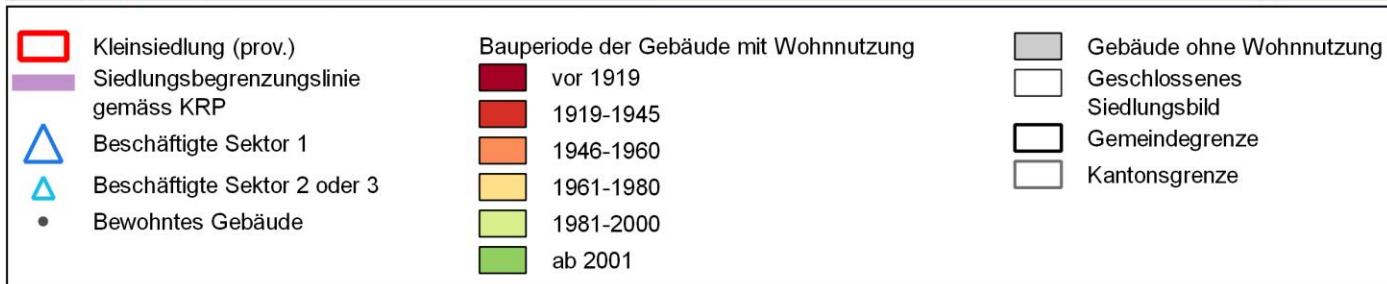 Kleinsiedlung (prov.)
Siedlungsbegrenzungslinie
gemäss KRP
Beschäftigte Sektor 1
Beschäftigte Sektor 2 oder 3
Bewohntes Gebäude
Bauperiode der Gebäude mit Wohnnutzung
vor 1919
1919-1945
1946-1960
1961-1980
1981-2000
ab 2001
Gebäude ohne Wohnnutzung
Geschlossenes
Siedlungsbild
Gemeindegrenze
Kantonsgrenze